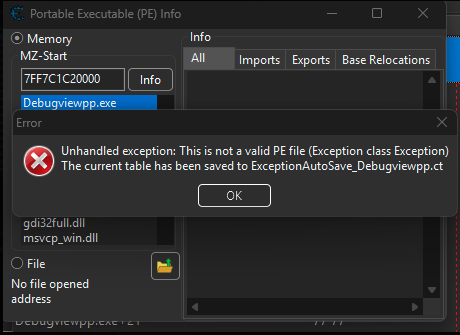 Portable Executable (PE) Info
Memory
MZ-Start
7FF7C1C20000
Info
Debugviewpp.exe
Info
All
Imports
Exports
Base Relocations
Error
Unhandled exception: This is not a valid PE file (Exception class Exception)
The current table has been saved to ExceptionAutoSave_Debugviewpp.ct
OK
gdi32full.dll
msvcp_win.dll
File
No file opened
address
Debugviewpp.exe+21